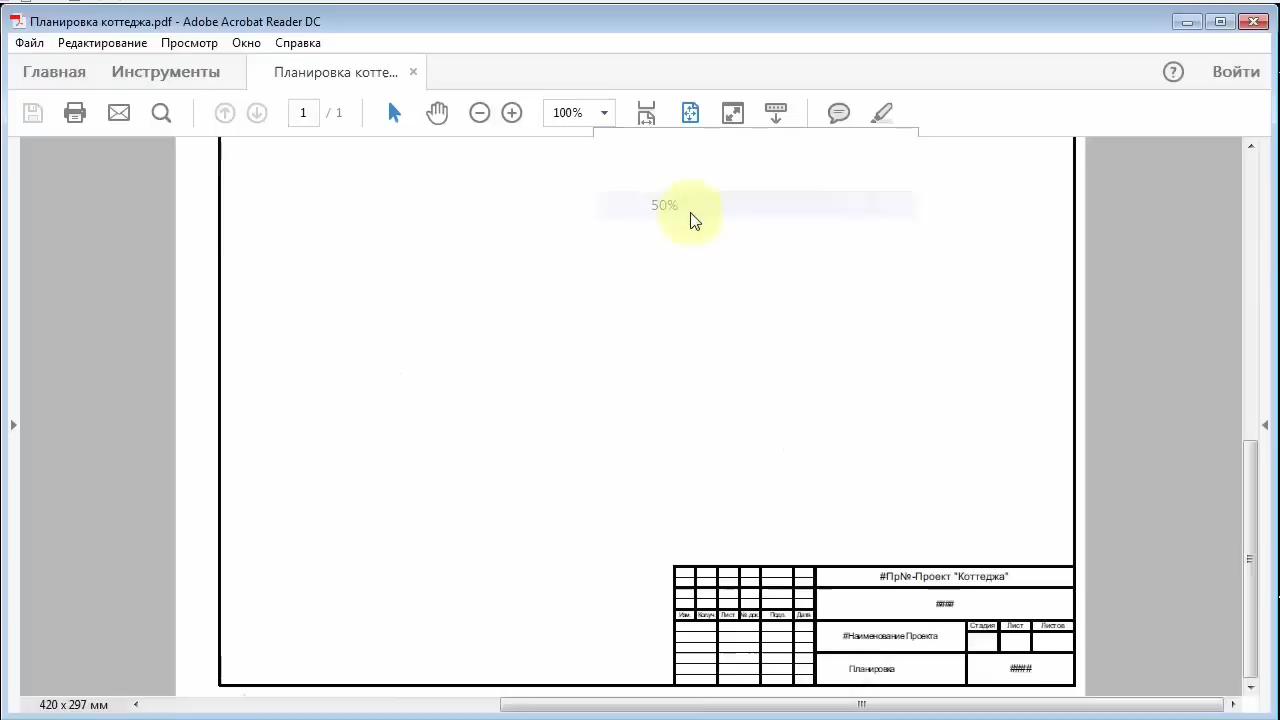 Планировка коттеджа.pdf - Adobe Acrobat Reader DC
Файл Редактирование Просмотр Окно Справка
Главная Инструменты Планировка котте... × ? Войти
1 / 1 100%
50%
#Пр№-Проект "Коттеджа"
####
Изм Колуч Лист № док Подп. Дата
#Наименование Проекта
Стадия Лист Листов
Планировка
####
420 x 297 мм